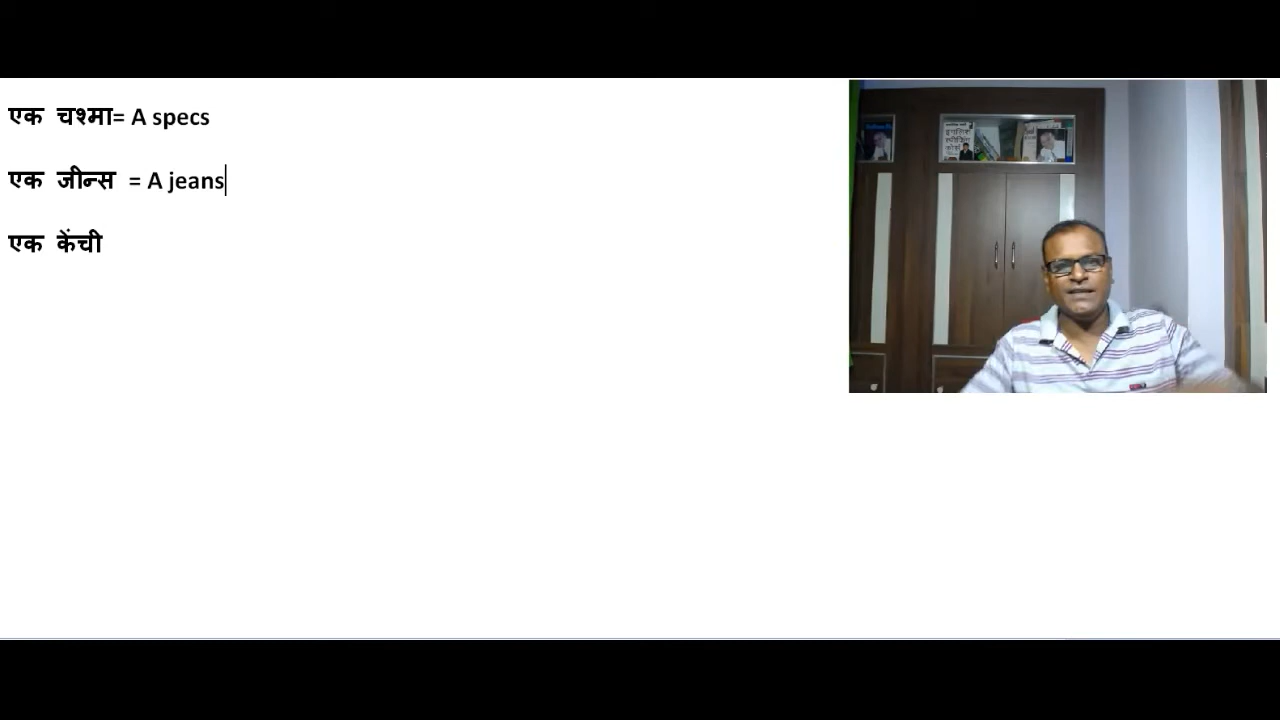 एक चश्मा= A specs
एक जीन्स = A jeans
एक केंची